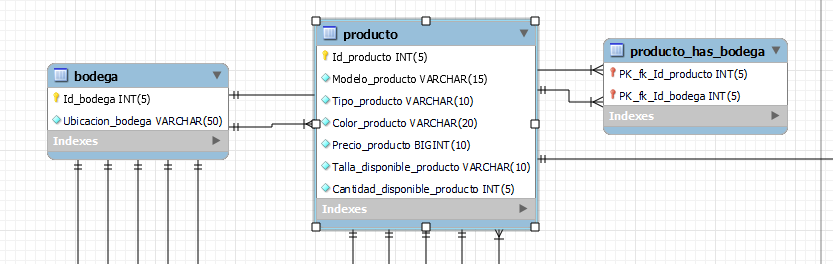 bodega
Id_bodega INT(5)
Ubicacion_bodega VARCHAR(50)
Indexes
producto
Id_producto INT(5)
Modelo_producto VARCHAR(15)
Tipo_producto VARCHAR(10)
Color_producto VARCHAR(20)
Precio_producto BIGINT(10)
Talla_disponible_producto VARCHAR(10)
Cantidad_disponible_producto INT(5)
Indexes
producto_has_bodega
PK_fk_Id_producto INT(5)
PK_fk_Id_bodega INT(5)
Indexes